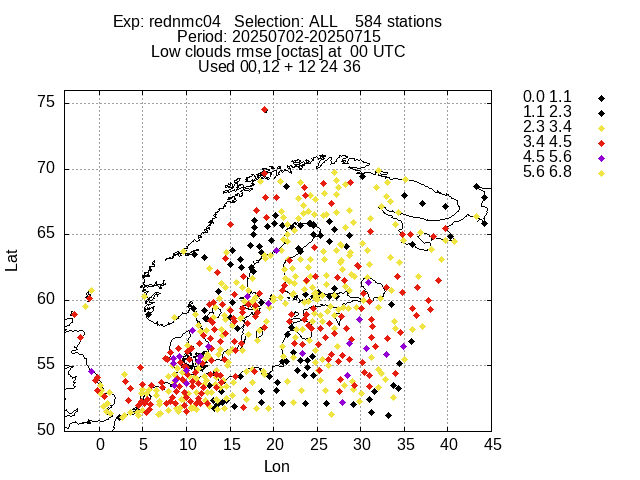 Exp: rednmc04 Selection: ALL 584 stations
Period: 20250702-20250715
Low clouds rmse [octas] at 00 UTC
Used 00,12 + 12 24 36
0.0 1.1
1.1 2.3
2.3 3.4
3.4 4.5
4.5 5.6
5.6 6.8
75
70
65
60
55
50
Lat
0 5 10 15 20 25 30 35 40 45
Lon